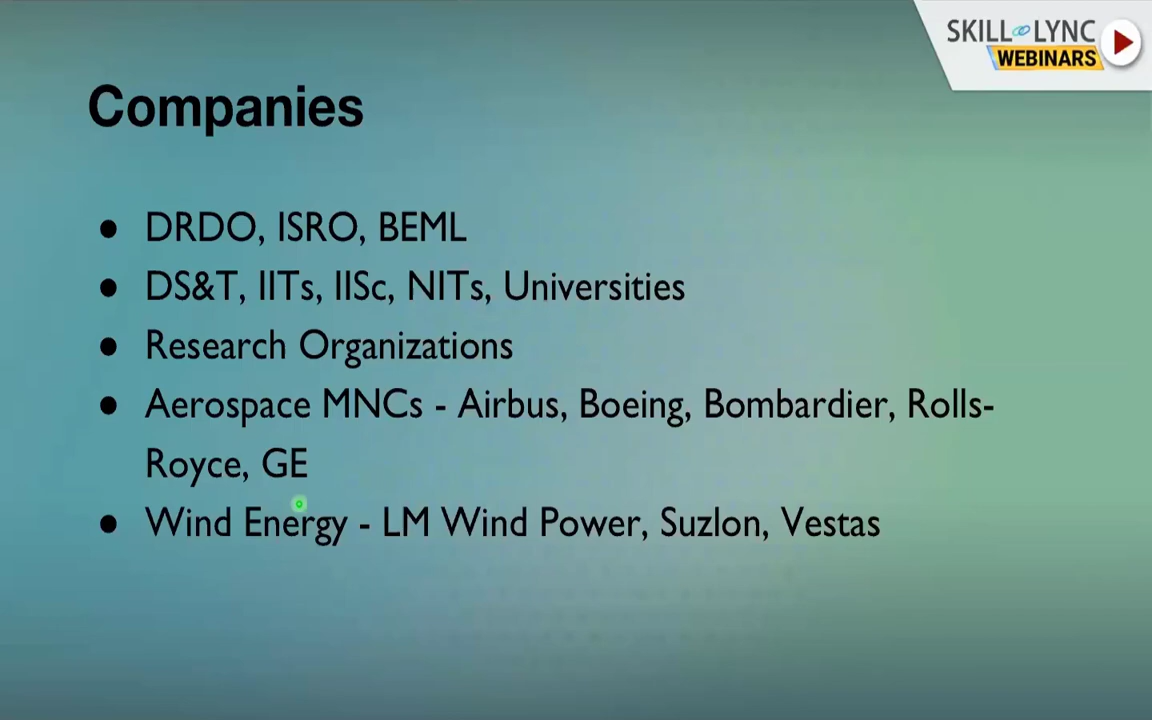 SKILL LYNC
WEBINARS
Companies
● DRDO, ISRO, BEML
● DS&T, IITs, IISc, NITs, Universities
● Research Organizations
● Aerospace MNCs - Airbus, Boeing, Bombardier, Rolls-
Royce, GE
● Wind Energy - LM Wind Power, Suzlon, Vestas